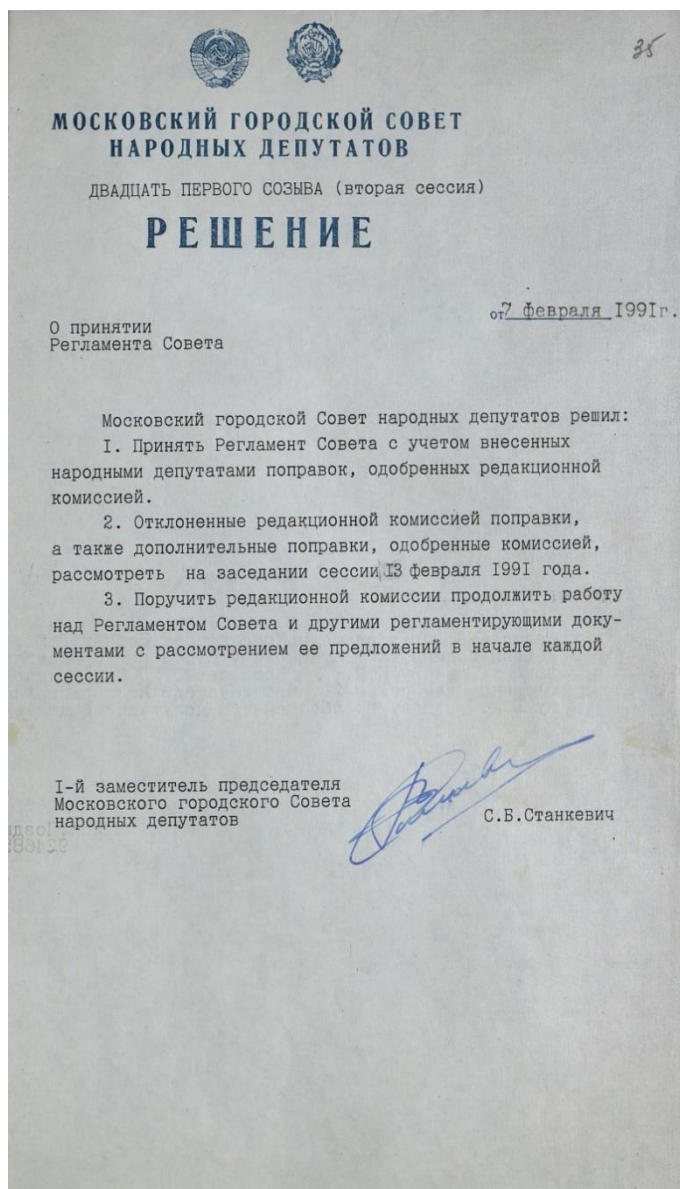 35
МОСКОВСКИЙ ГОРОДСКОЙ СОВЕТ
НАРОДНЫХ ДЕПУТАТОВ
ДВАДЦАТЬ ПЕРВОГО СОЗЫВА (вторая сессия)
РЕШЕНИЕ
от 7 февраля 1991г.
О принятии
Регламента Совета
Московский городской Совет народных депутатов решил:
I. Принять Регламент Совета с учетом внесенных
народными депутатами поправок, одобренных редакционной
комиссией.
2. Отклоненные редакционной комиссией поправки,
а также дополнительные поправки, одобренные комиссией,
рассмотреть на заседании сессии 13 февраля 1991 года.
3. Поручить редакционной комиссии продолжить работу
над Регламентом Совета и другими регламентирующими доку-
ментами с рассмотрением ее предложений в начале каждой
сессии.
I-й заместитель председателя
Московского городского Совета
народных депутатов
С.Б.Станкевич